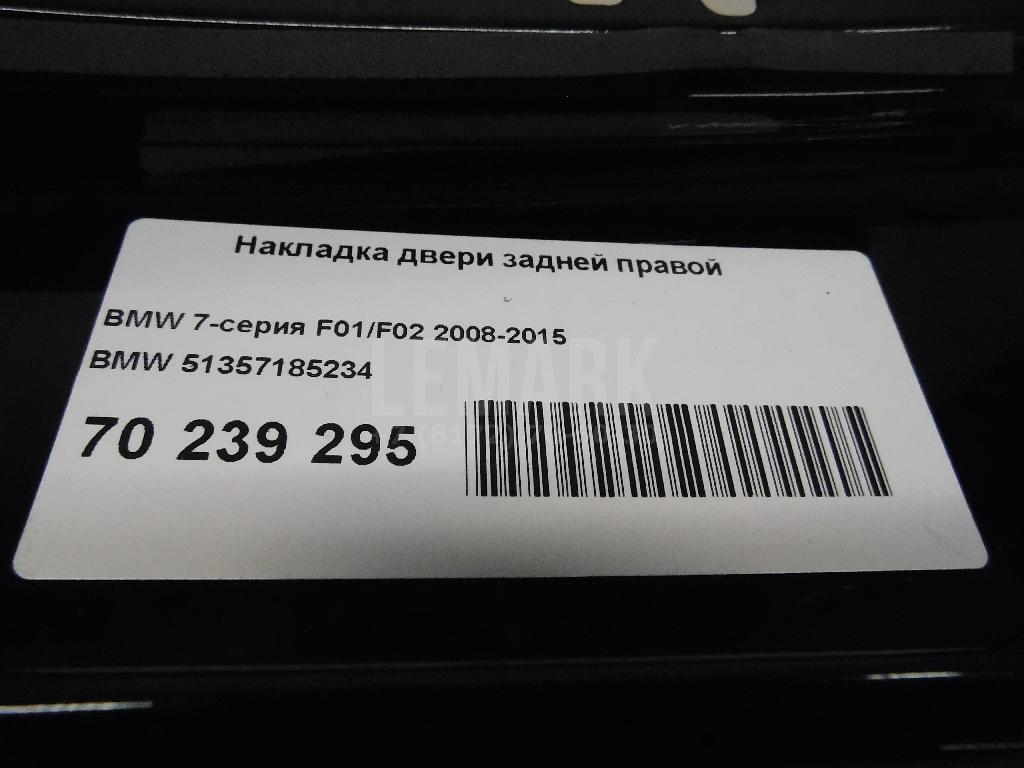 Накладка двери задней правой
BMW 7-серия F01/F02 2008-2015
BMW 51357185234
LEMARK
70 239 295